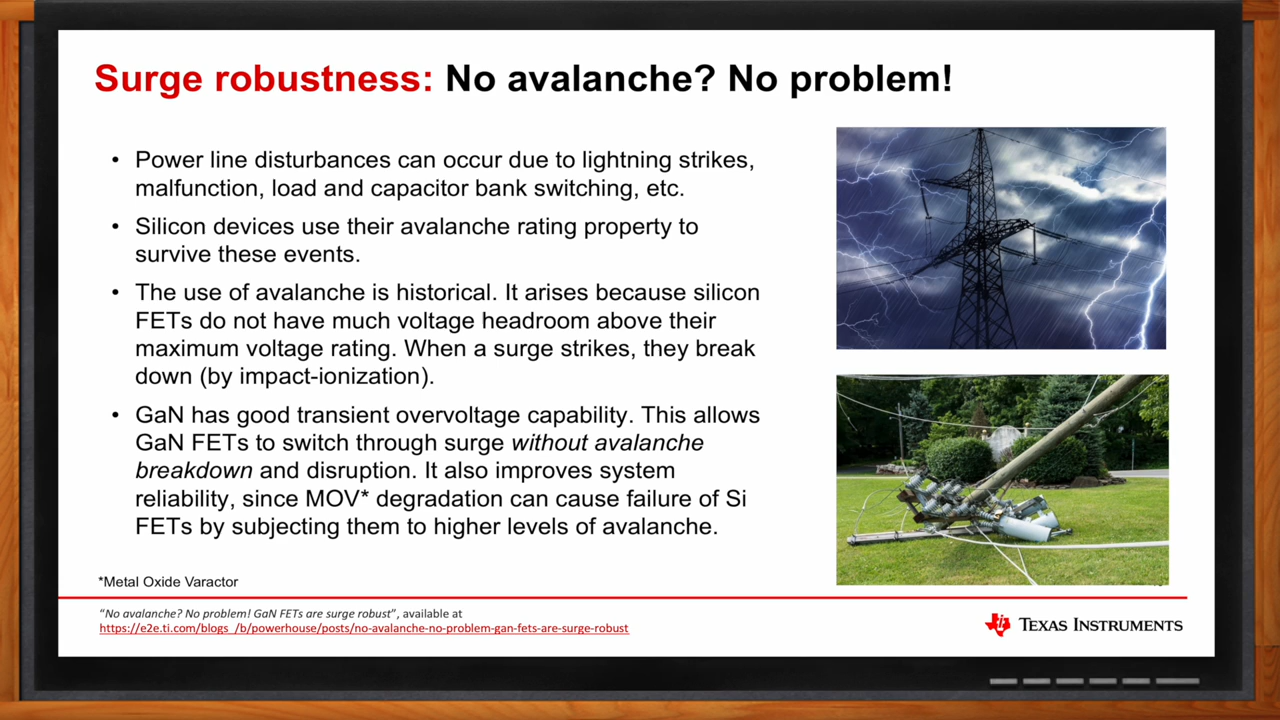 Surge robustness: No avalanche? No problem!
• Power line disturbances can occur due to lightning strikes,
malfunction, load and capacitor bank switching, etc.
• Silicon devices use their avalanche rating property to
survive these events.
• The use of avalanche is historical. It arises because silicon
FETs do not have much voltage headroom above their
maximum voltage rating. When a surge strikes, they break
down (by impact-ionization).
• GaN has good transient overvoltage capability. This allows
GaN FETs to switch through surge without avalanche
breakdown and disruption. It also improves system
reliability, since MOV* degradation can cause failure of Si
FETs by subjecting them to higher levels of avalanche.
*Metal Oxide Varactor
“No avalanche? No problem! GaN FETs are surge robust”, available at
https://e2e.ti.com/blogs_/b/powerhouse/posts/no-avalanche-no-problem-gan-fets-are-surge-robust
TEXAS INSTRUMENTS